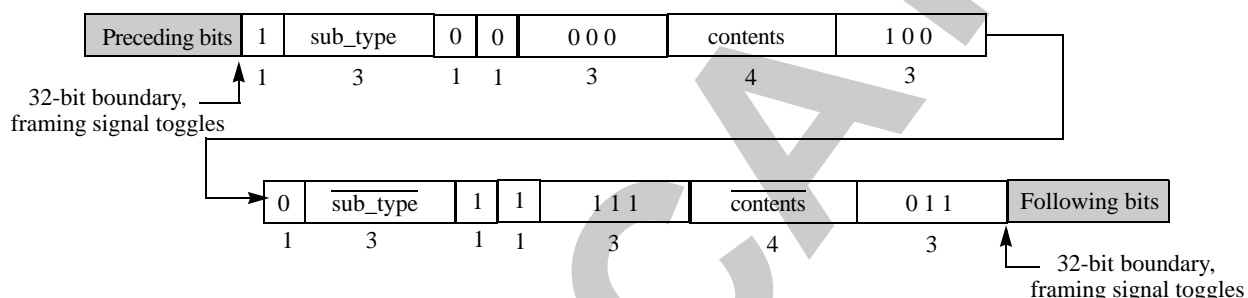 Preceding bits 1 sub_type 0 0 0 0 0 contents 1 0 0
1 3 1 1 3 4 3
32-bit boundary,
framing signal toggles
0 sub_type 1 1 1 1 1 contents 0 1 1 Following bits
1 3 1 1 3 4 3
32-bit boundary,
framing signal toggles